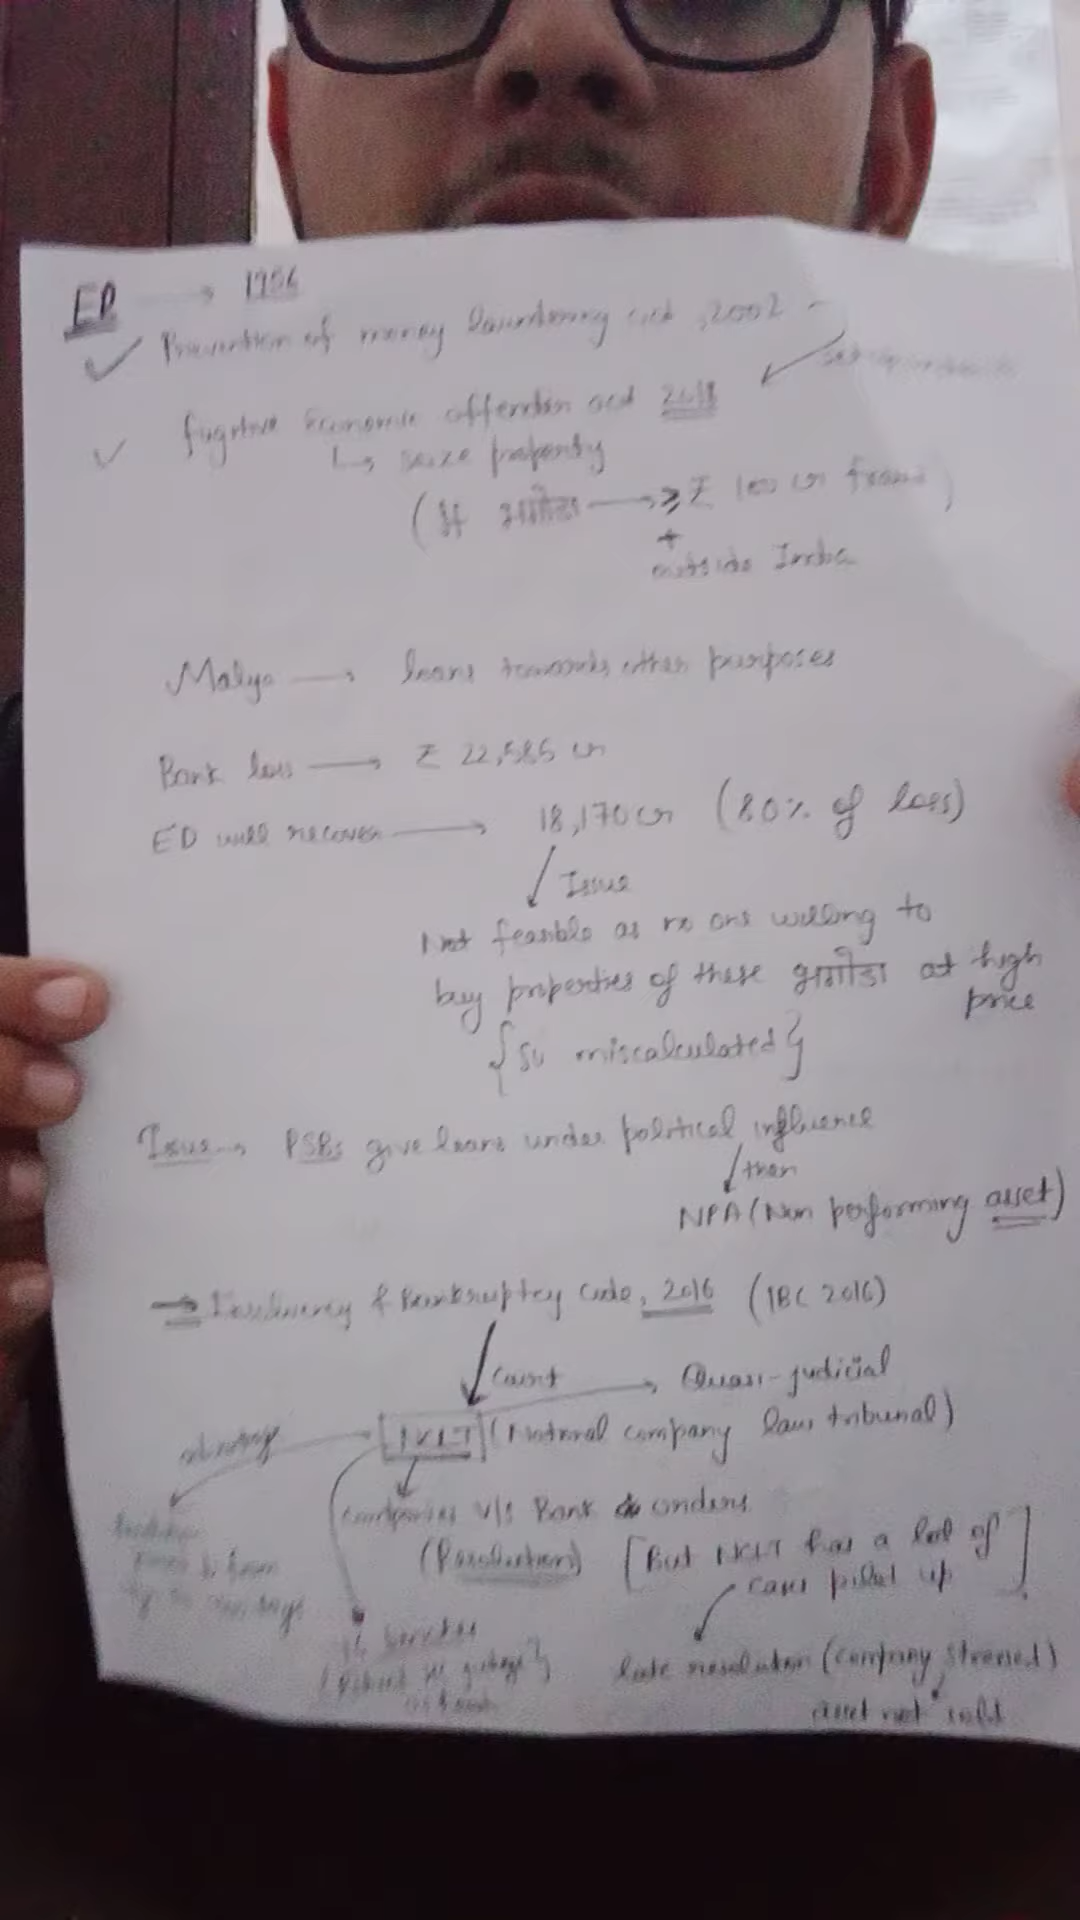 ED → 1956
✓ Prevention of money laundering act, 2002 -
✓ fugitive Economic offenders act 2018
↳ seize property
(If भगोड़ा → ≥ ₹ 100 cr fraud)
+
outside India
Mallya → loans towards other purposes
Bank loss → ₹ 22,585 cr
ED will recover → 18,170 cr (80% of loss)
↓ Issue
Not feasible as no one willing to
buy properties of these भगोड़ा at high
price
{so miscalculated}
Issue → PSBs give loans under political influence
↓ then
NPA (Non performing asset)
→ Insolvency & Bankruptcy Code, 2016 (IBC 2016)
↓ Court → Quasi-judicial
NCLT (National company law tribunal)
companies v/s Bank
(Resolution) [But NCLT has a lot of
cases piled up]
16 benches
late resolution (company stressed)
asset not sold